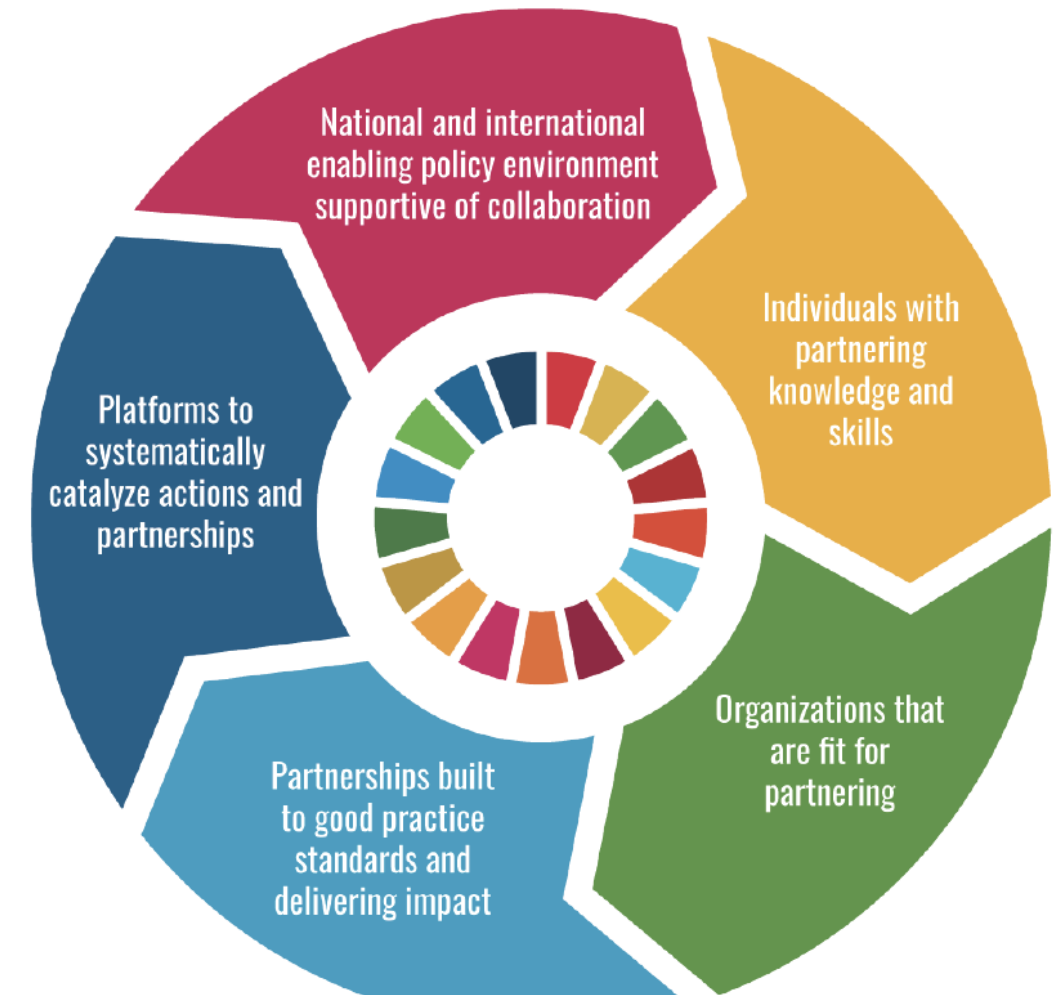 National and international
enabling policy environment
supportive of collaboration
Individuals with
partnering
knowledge and
skills
Organizations that
are fit for
partnering
Partnerships built
to good practice
standards and
delivering impact
Platforms to
systematically
catalyze actions and
partnerships